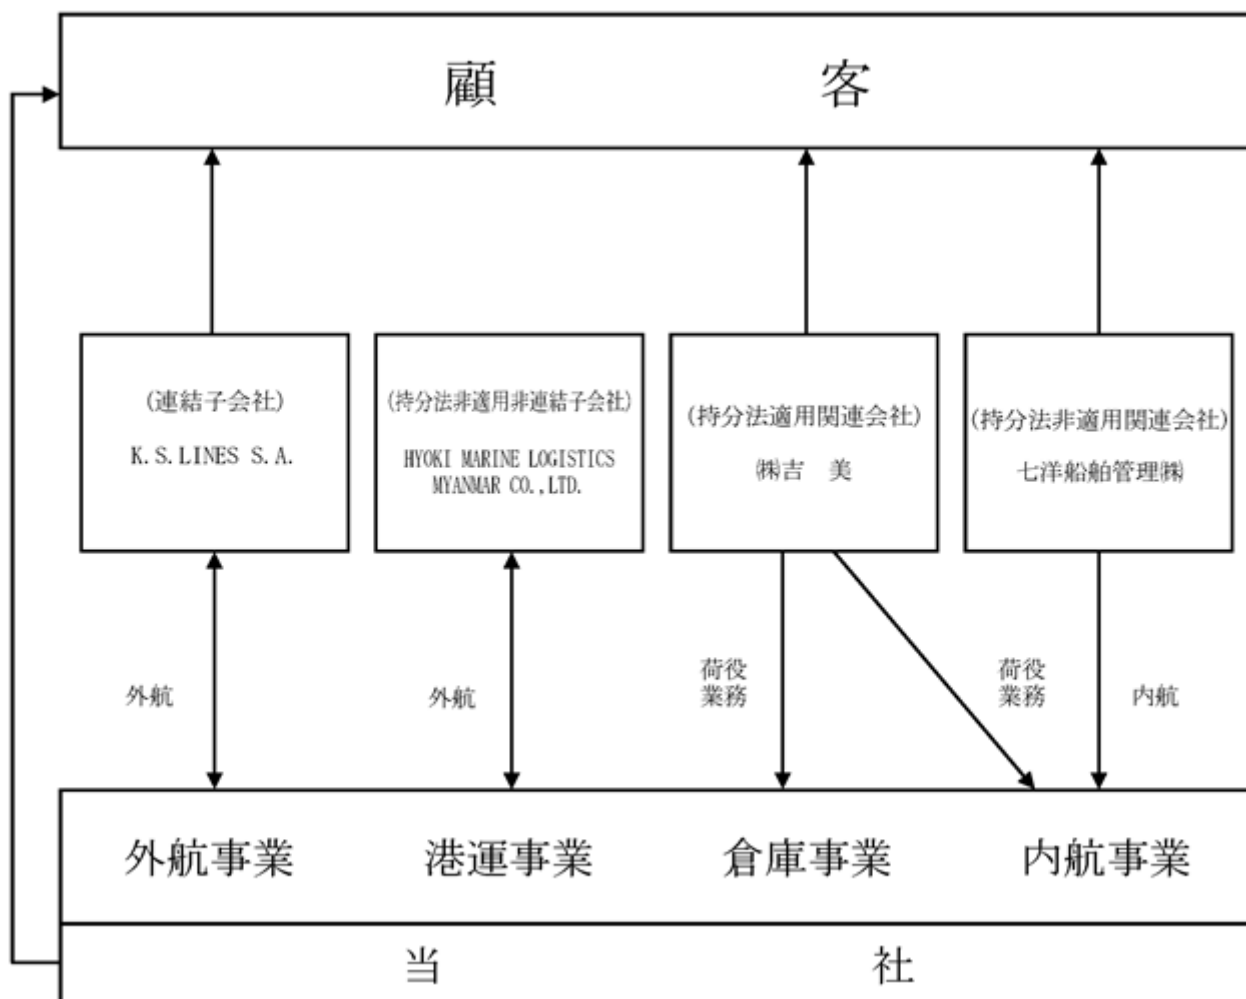 顧　客
(連結子会社)
K.S.LINES S.A.
(持分法非適用非連結子会社)
HYOKI MARINE LOGISTICS
MYANMAR CO.,LTD.
(持分法適用関連会社)
㈱吉　美
(持分法非適用関連会社)
七洋船舶管理㈱
外航
外航
荷役
業務
荷役
業務
内航
外航事業
港運事業
倉庫事業
内航事業
当　社